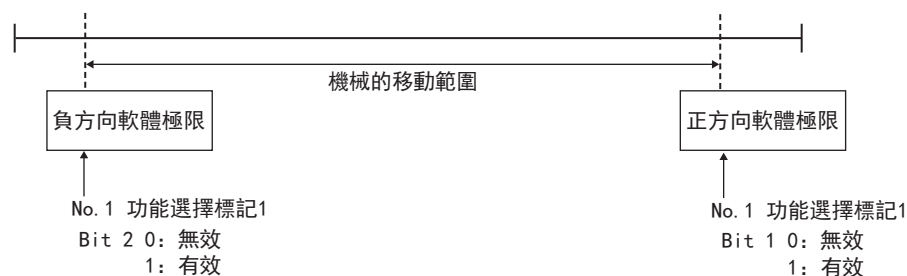 機械的移動範圍
負方向軟體極限
正方向軟體極限
No.1 功能選擇標記1
Bit 2 0: 無效
1: 有效
No.1 功能選擇標記1
Bit 1 0: 無效
1: 有效